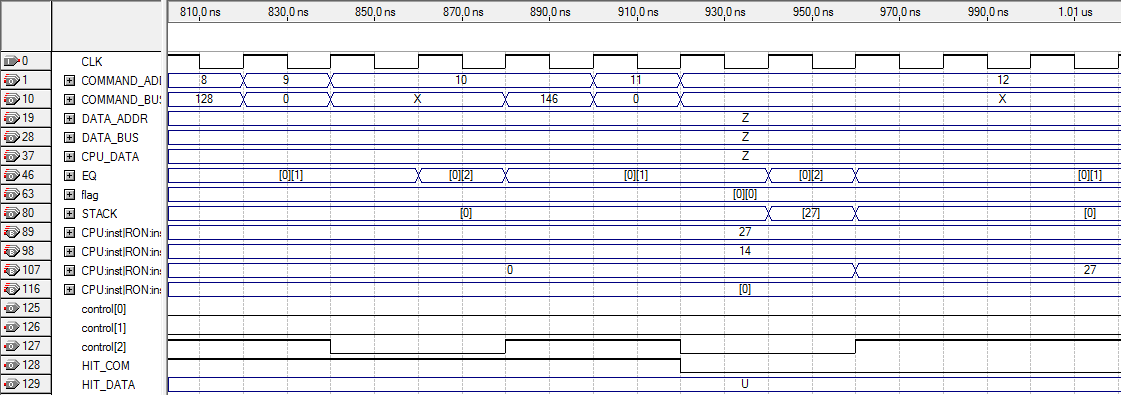 810.0 ns 830.0 ns 850.0 ns 870.0 ns 890.0 ns 910.0 ns 930.0 ns 950.0 ns 970.0 ns 990.0 ns 1.01 us
0 CLK
1 COMMAND_ADI 8 9 10 11 12
10 COMMAND_BUS 128 0 X 146 0 X
19 DATA_ADDR Z
28 DATA_BUS Z
37 CPU_DATA Z
46 EQ [0][1] [0][2] [0][1] [0][2] [0][1]
63 flag [0][0]
80 STACK [0] [27] [0]
89 CPU:inst|RON:in 27
98 CPU:inst|RON:in 14
107 CPU:inst|RON:in 0 27
116 CPU:inst|RON:in [0]
125 control[0]
126 control[1]
127 control[2]
128 HIT_COM
129 HIT_DATA U